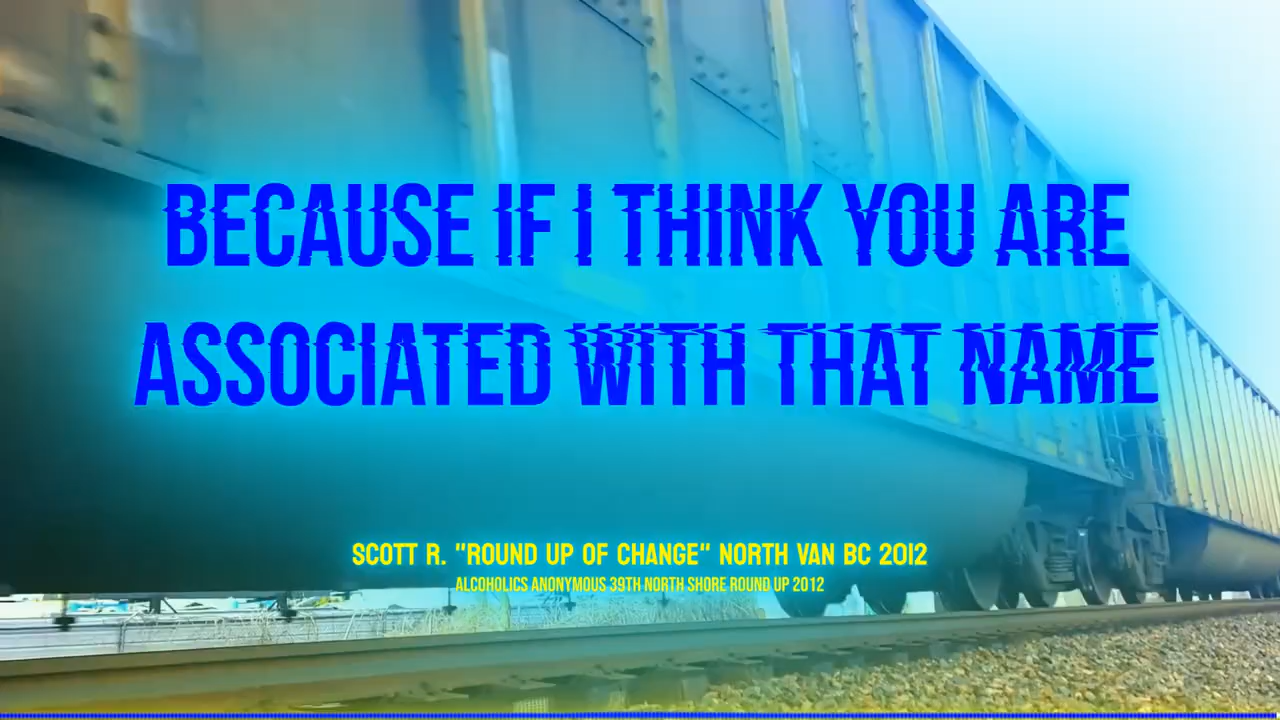 BECAUSE IF I THINK YOU ARE
ASSOCIATED WITH THAT NAME
SCOTT R. "ROUND UP OF CHANGE" NORTH VAN BC 2012
ALCOHOLICS ANONYMOUS 39TH NORTH SHORE ROUND UP 2012